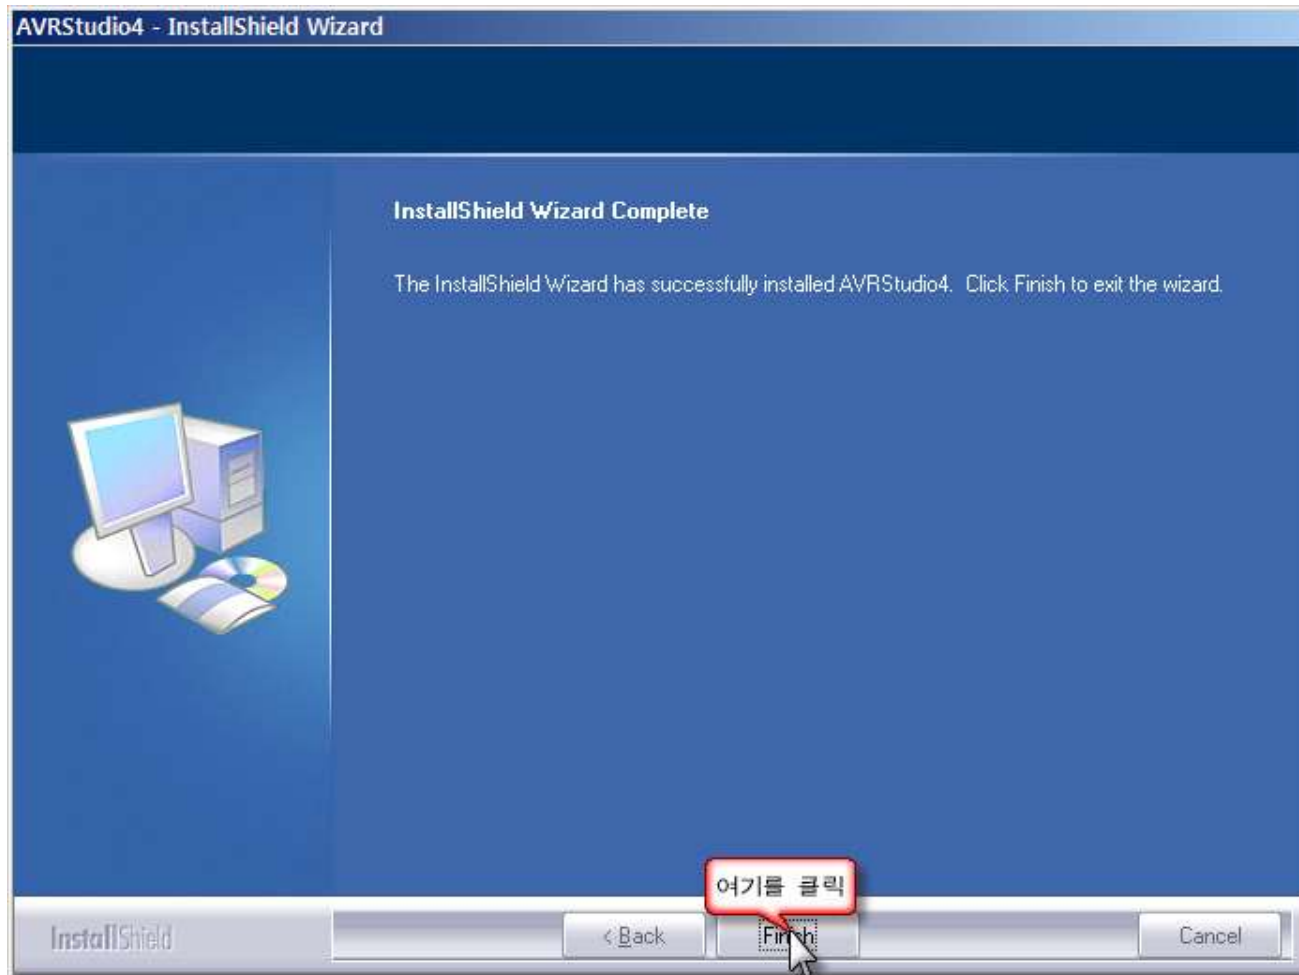 AVRStudio4 - InstallShield Wizard
InstallShield Wizard Complete
The InstallShield Wizard has successfully installed AVRStudio4. Click Finish to exit the wizard.
여기를 클릭
InstallShield
< Back
Finish
Cancel